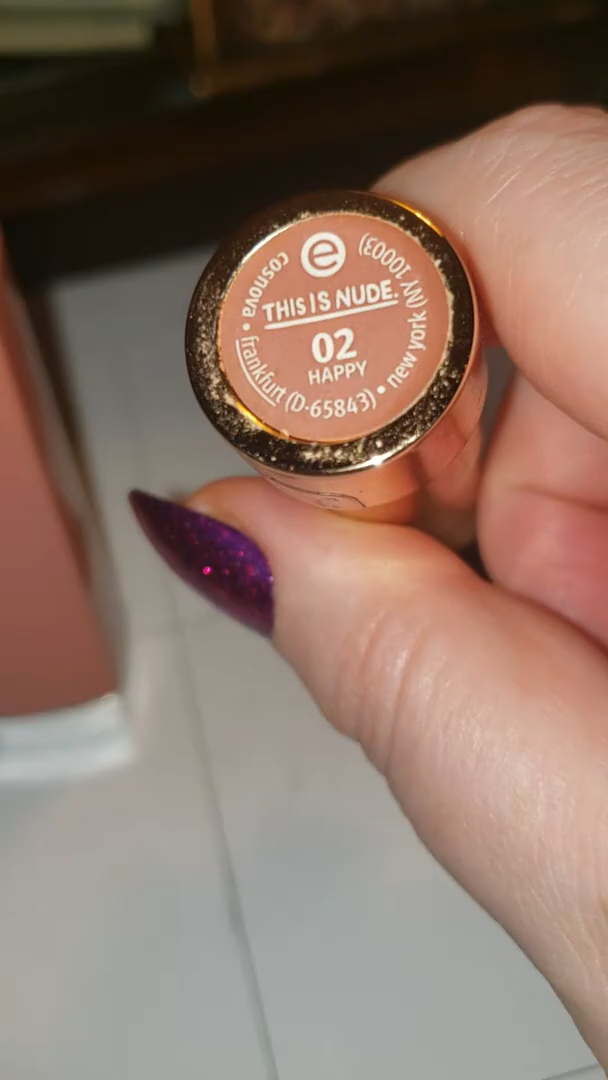 e
THIS IS NUDE.
02
HAPPY
cosnova • frankfurt (D-65843) • new york (NY 10003)